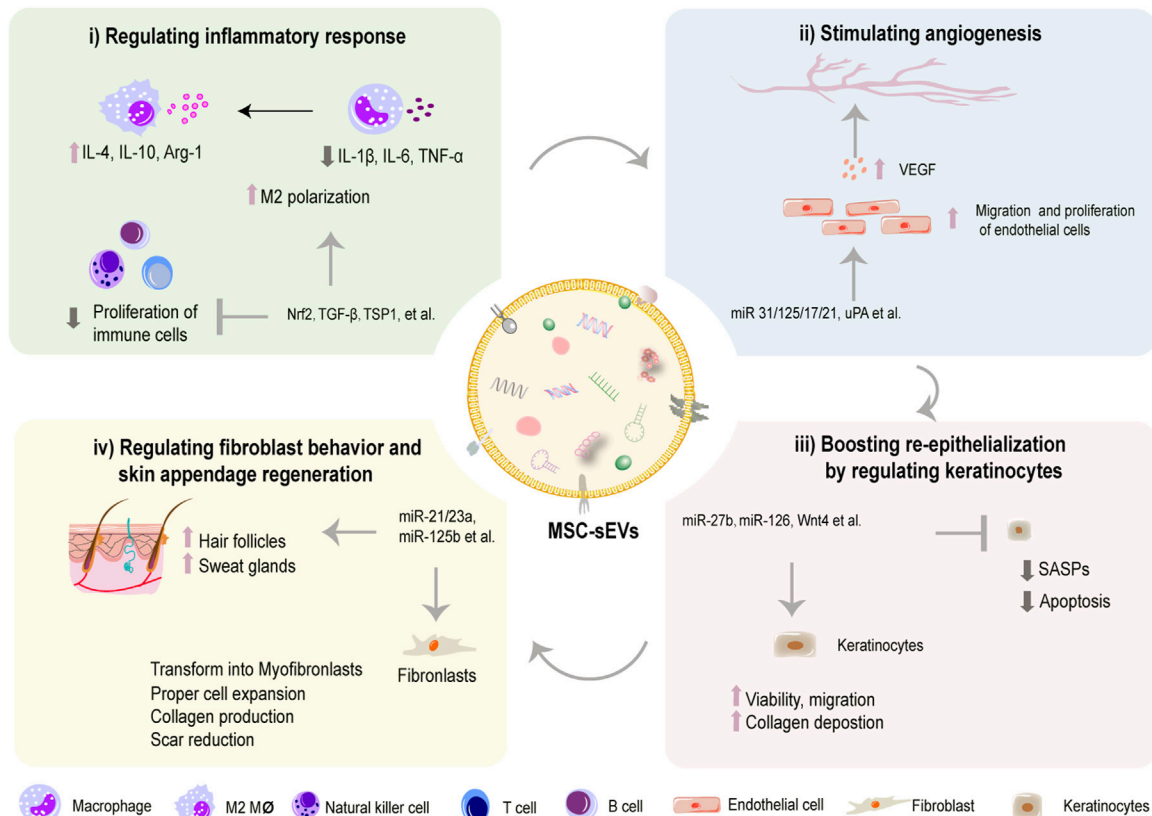 i) Regulating inflammatory response
IL-4, IL-10, Arg-1
IL-1β, IL-6, TNF-α
M2 polarization
Proliferation of
immune cells
Nrf2, TGF-β, TSP1, et al.
ii) Stimulating angiogenesis
VEGF
Migration and proliferation
of endothelial cells
miR 31/125/17/21, uPA et al.
MSC-sEVs
iii) Boosting re-epithelialization
by regulating keratinocytes
miR-27b, miR-126, Wnt4 et al.
SASPs
Apoptosis
Keratinocytes
Viability, migration
Collagen depostion
iv) Regulating fibroblast behavior and
skin appendage regeneration
miR-21/23a,
miR-125b et al.
Hair follicles
Sweat glands
Fibronlasts
Transform into Myofibronlasts
Proper cell expansion
Collagen production
Scar reduction
Macrophage
M2 MØ
Natural killer cell
T cell
B cell
Endothelial cell
Fibroblast
Keratinocytes